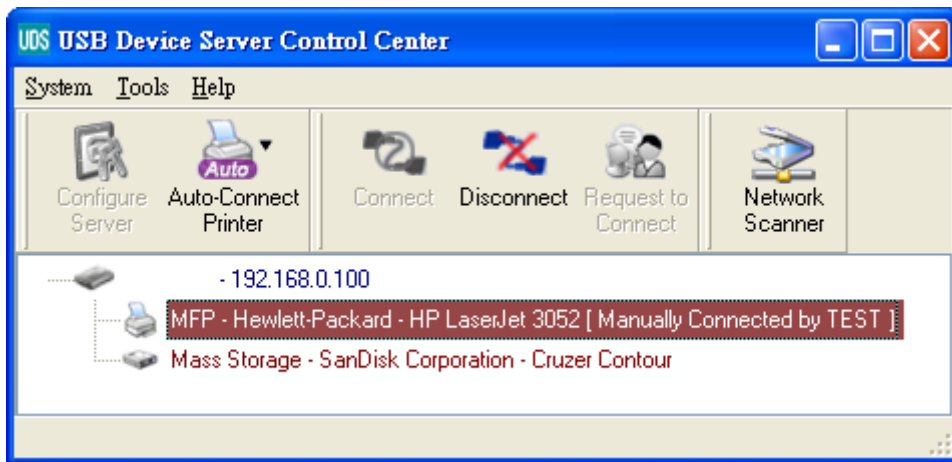 UDS USB Device Server Control Center
System Tools Help
Auto
Configure Server
Auto-Connect Printer
Connect
Disconnect
Request to Connect
Network Scanner
- 192.168.0.100
MFP - Hewlett-Packard - HP LaserJet 3052 [ Manually Connected by TEST ]
Mass Storage - SanDisk Corporation - Cruzer Contour